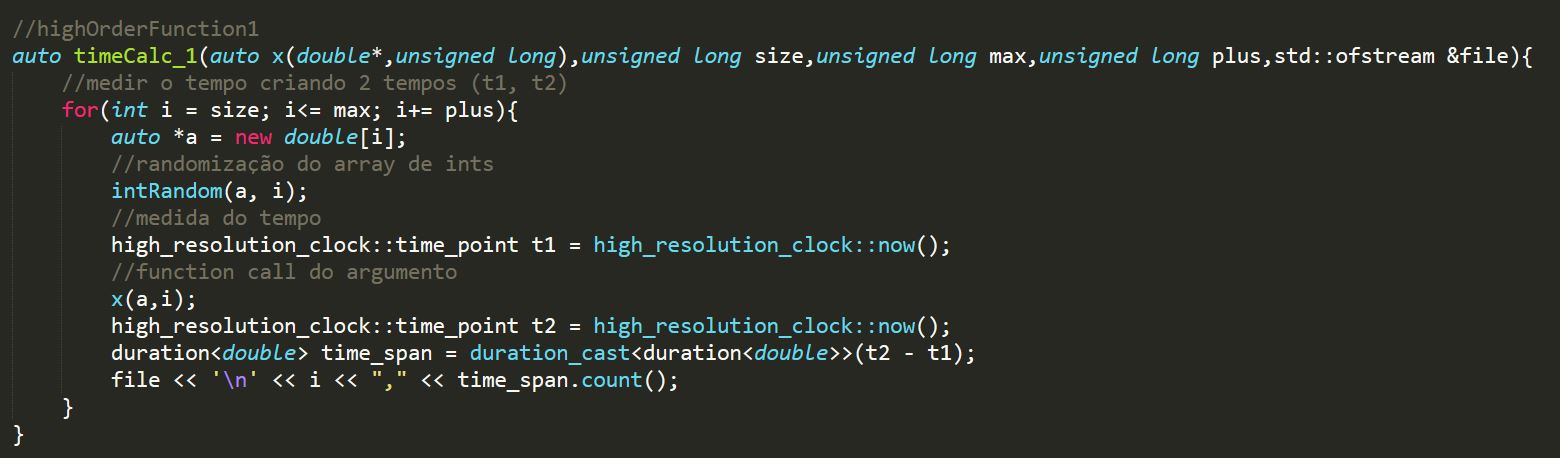 //highOrderFunction1
auto timeCalc_1(auto x(double*,unsigned long),unsigned long size,unsigned long max,unsigned long plus,std::ofstream &file){
    //medir o tempo criando 2 tempos (t1, t2)
    for(int i = size; i<= max; i+= plus){
        auto *a = new double[i];
        //randomização do array de ints
        intRandom(a, i);
        //medida do tempo
        high_resolution_clock::time_point t1 = high_resolution_clock::now();
        //function call do argumento
        x(a,i);
        high_resolution_clock::time_point t2 = high_resolution_clock::now();
        duration<double> time_span = duration_cast<duration<double>>(t2 - t1);
        file << '\n' << i << "," << time_span.count();
    }
}